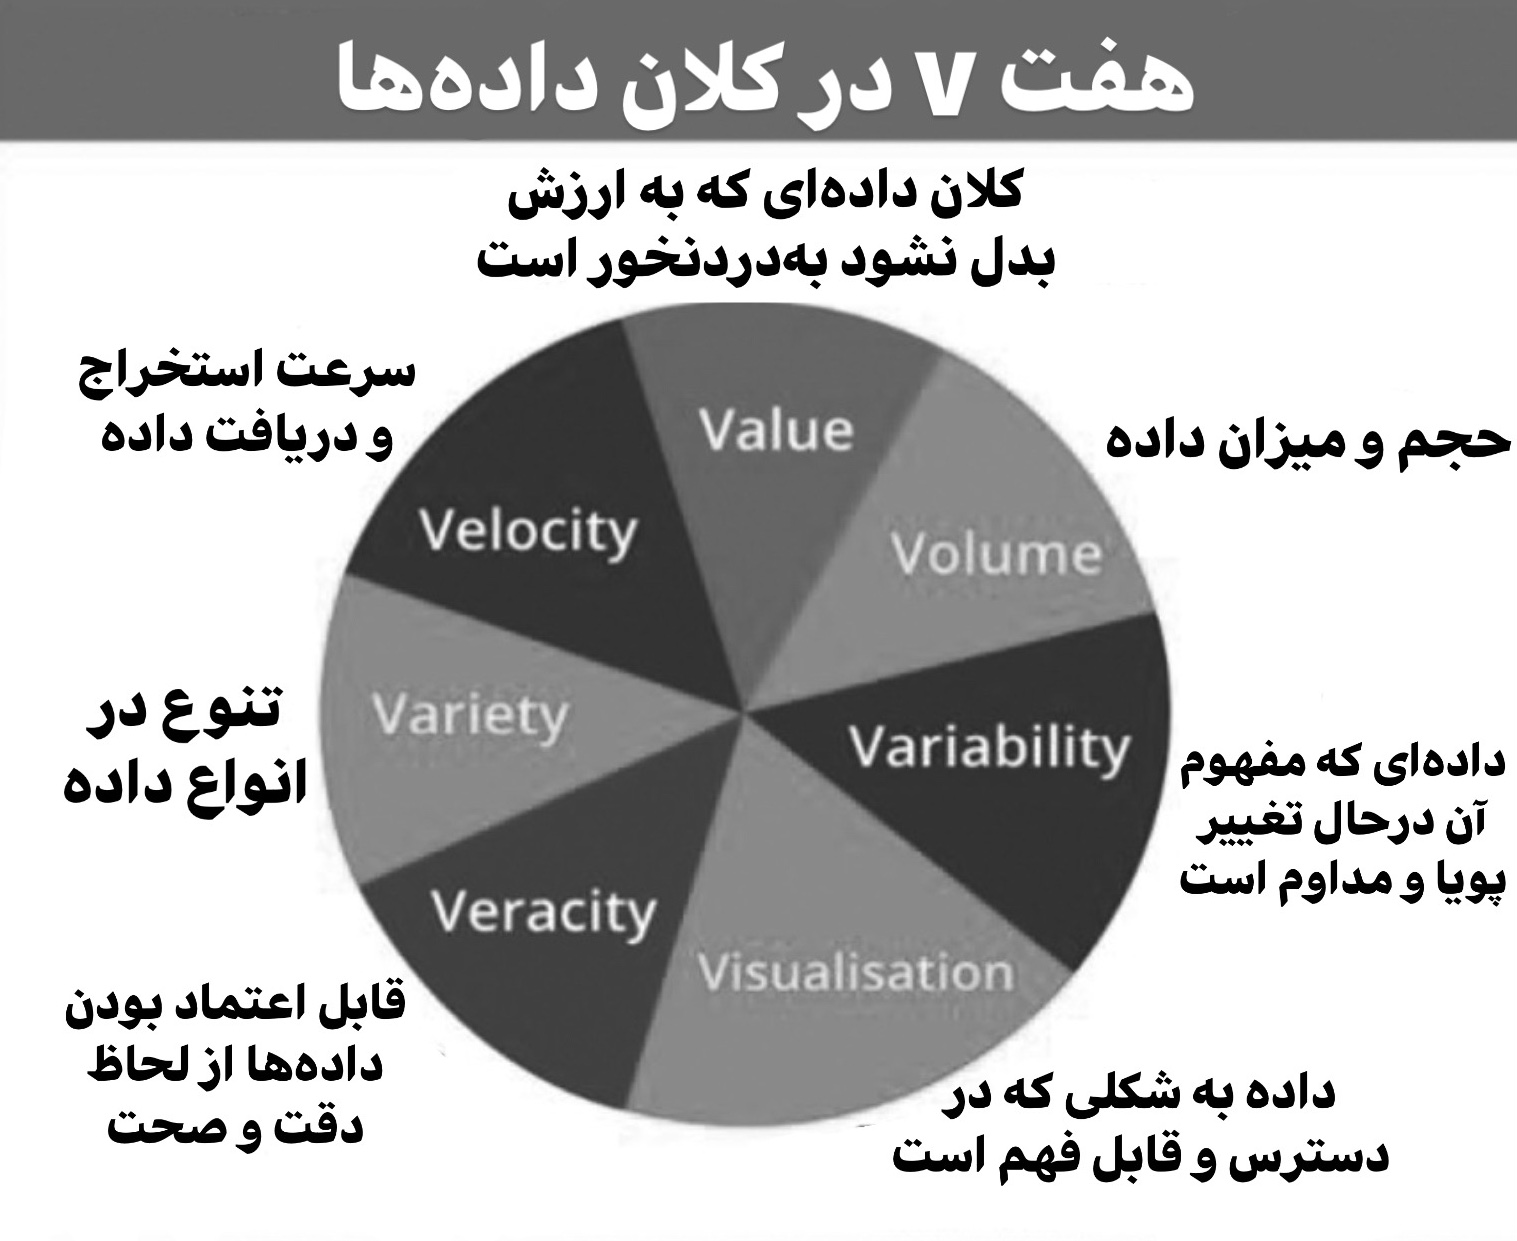 هفت V در کلان داده‌ها
کلان داده‌ای که به ارزش
بدل نشود به‌دردنخور است
Value
حجم و میزان داده
Volume
داده‌ای که مفهوم
آن درحال تغییر
پویا و مداوم است
Variability
داده به شکلی که در
دسترس و قابل فهم است
Visualisation
قابل اعتماد بودن
داده‌ها از لحاظ
دقت و صحت
Veracity
تنوع در
انواع داده
Variety
سرعت استخراج
و دریافت داده
Velocity